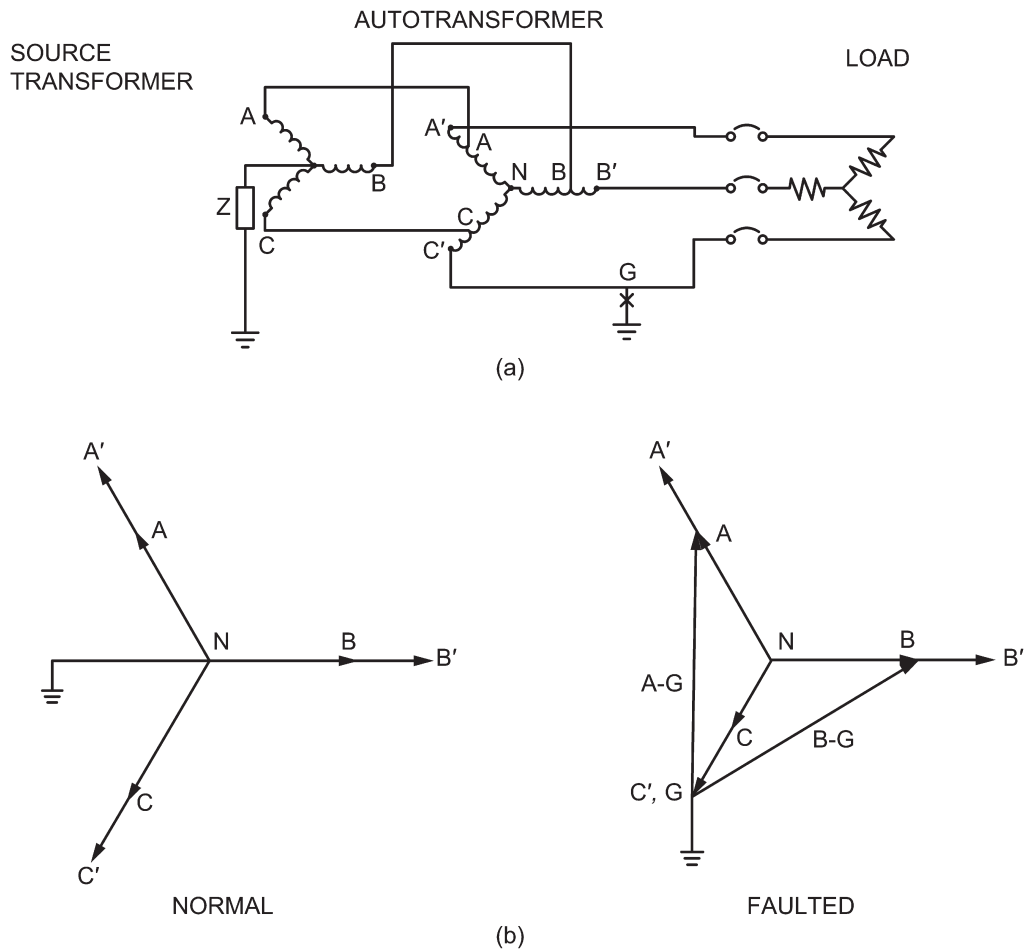 AUTOTRANSFORMER
SOURCE
TRANSFORMER
LOAD
A
A′
A
N
B
B′
B
Z
C
C
C′
G
(a)
A′
A
N
B
B′
C
C′
NORMAL
A′
A
N
B
B′
A-G
C
B-G
C′, G
FAULTED
(b)